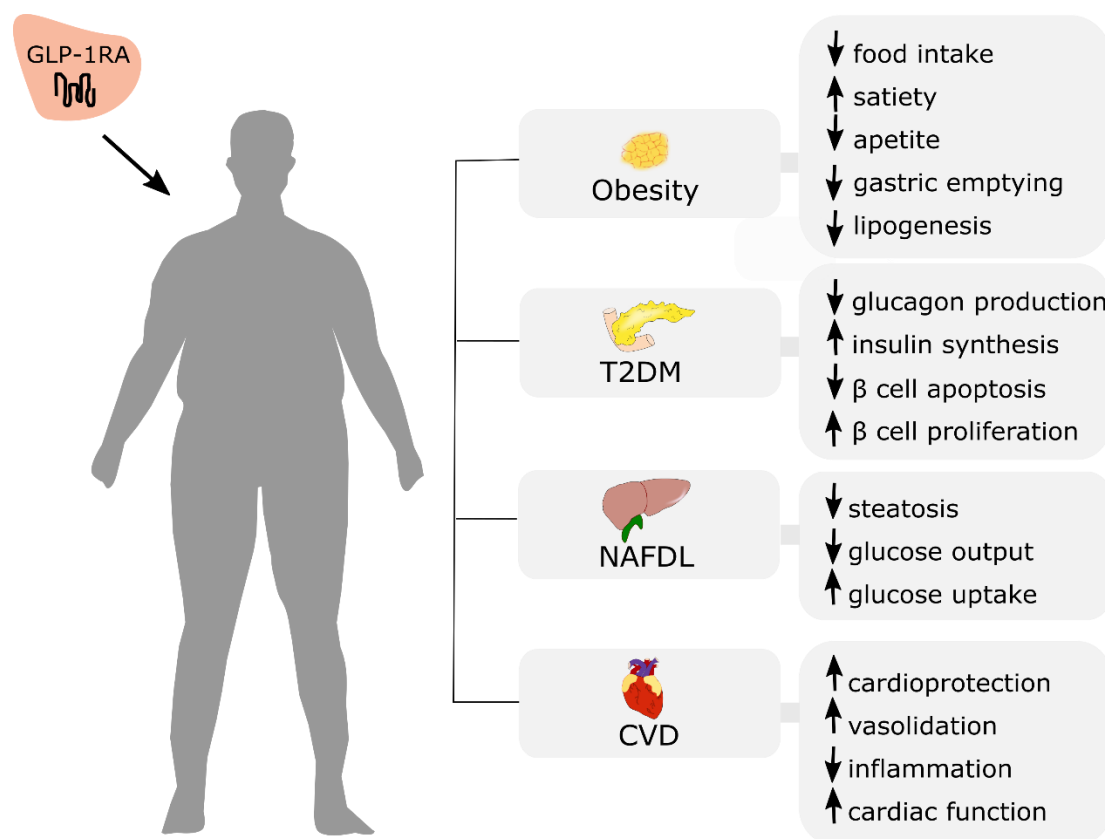 GLP-1RA
Obesity
food intake
satiety
apetite
gastric emptying
lipogenesis
T2DM
glucagon production
insulin synthesis
β cell apoptosis
β cell proliferation
NAFDL
steatosis
glucose output
glucose uptake
CVD
cardioprotection
vasolidation
inflammation
cardiac function